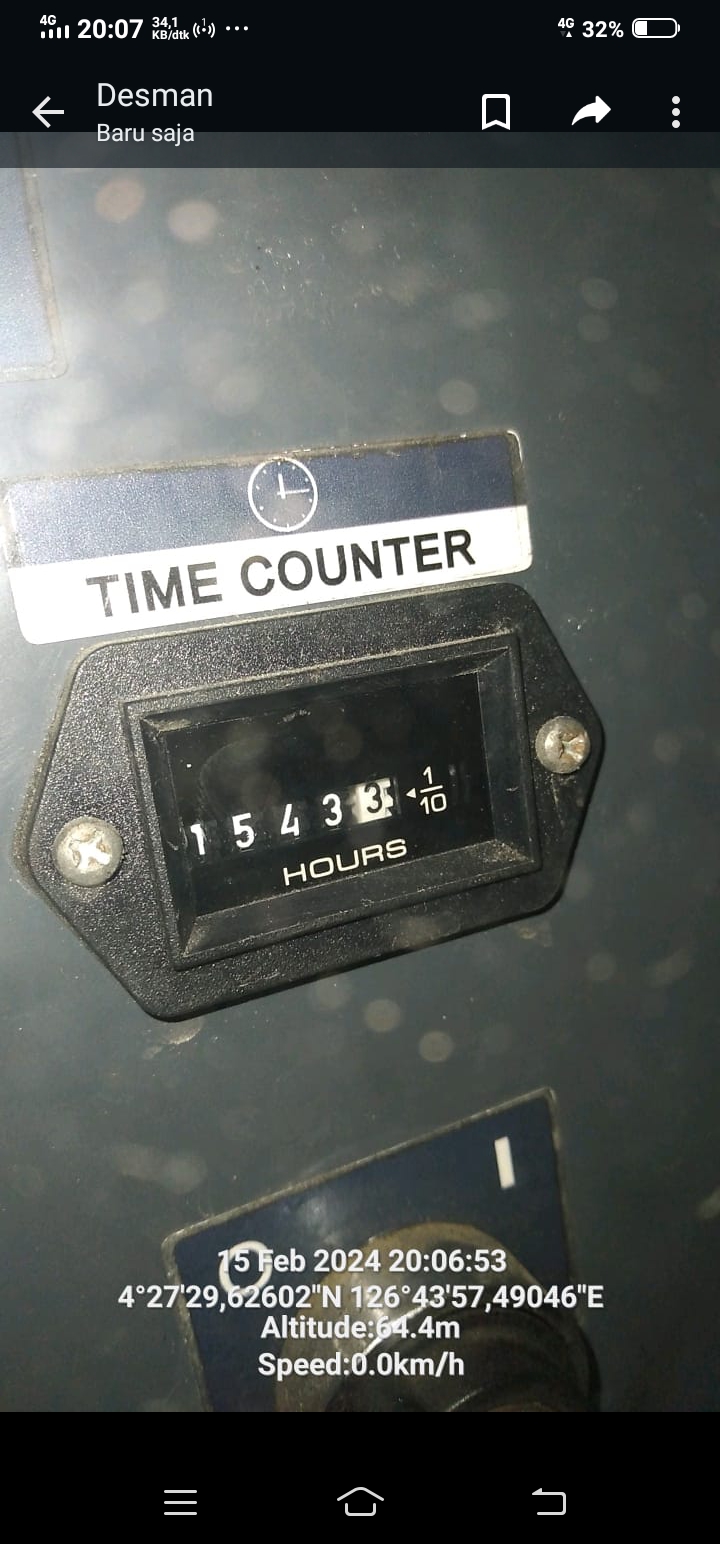 4G 20:07 34,1 KB/dtk ··· 4G 32%
Desman
Baru saja
TIME COUNTER
1 5 4 3 3 1/10
HOURS
I
O
15 Feb 2024 20:06:53
4°27'29,62602"N 126°43'57,49046"E
Altitude:64.4m
Speed:0.0km/h